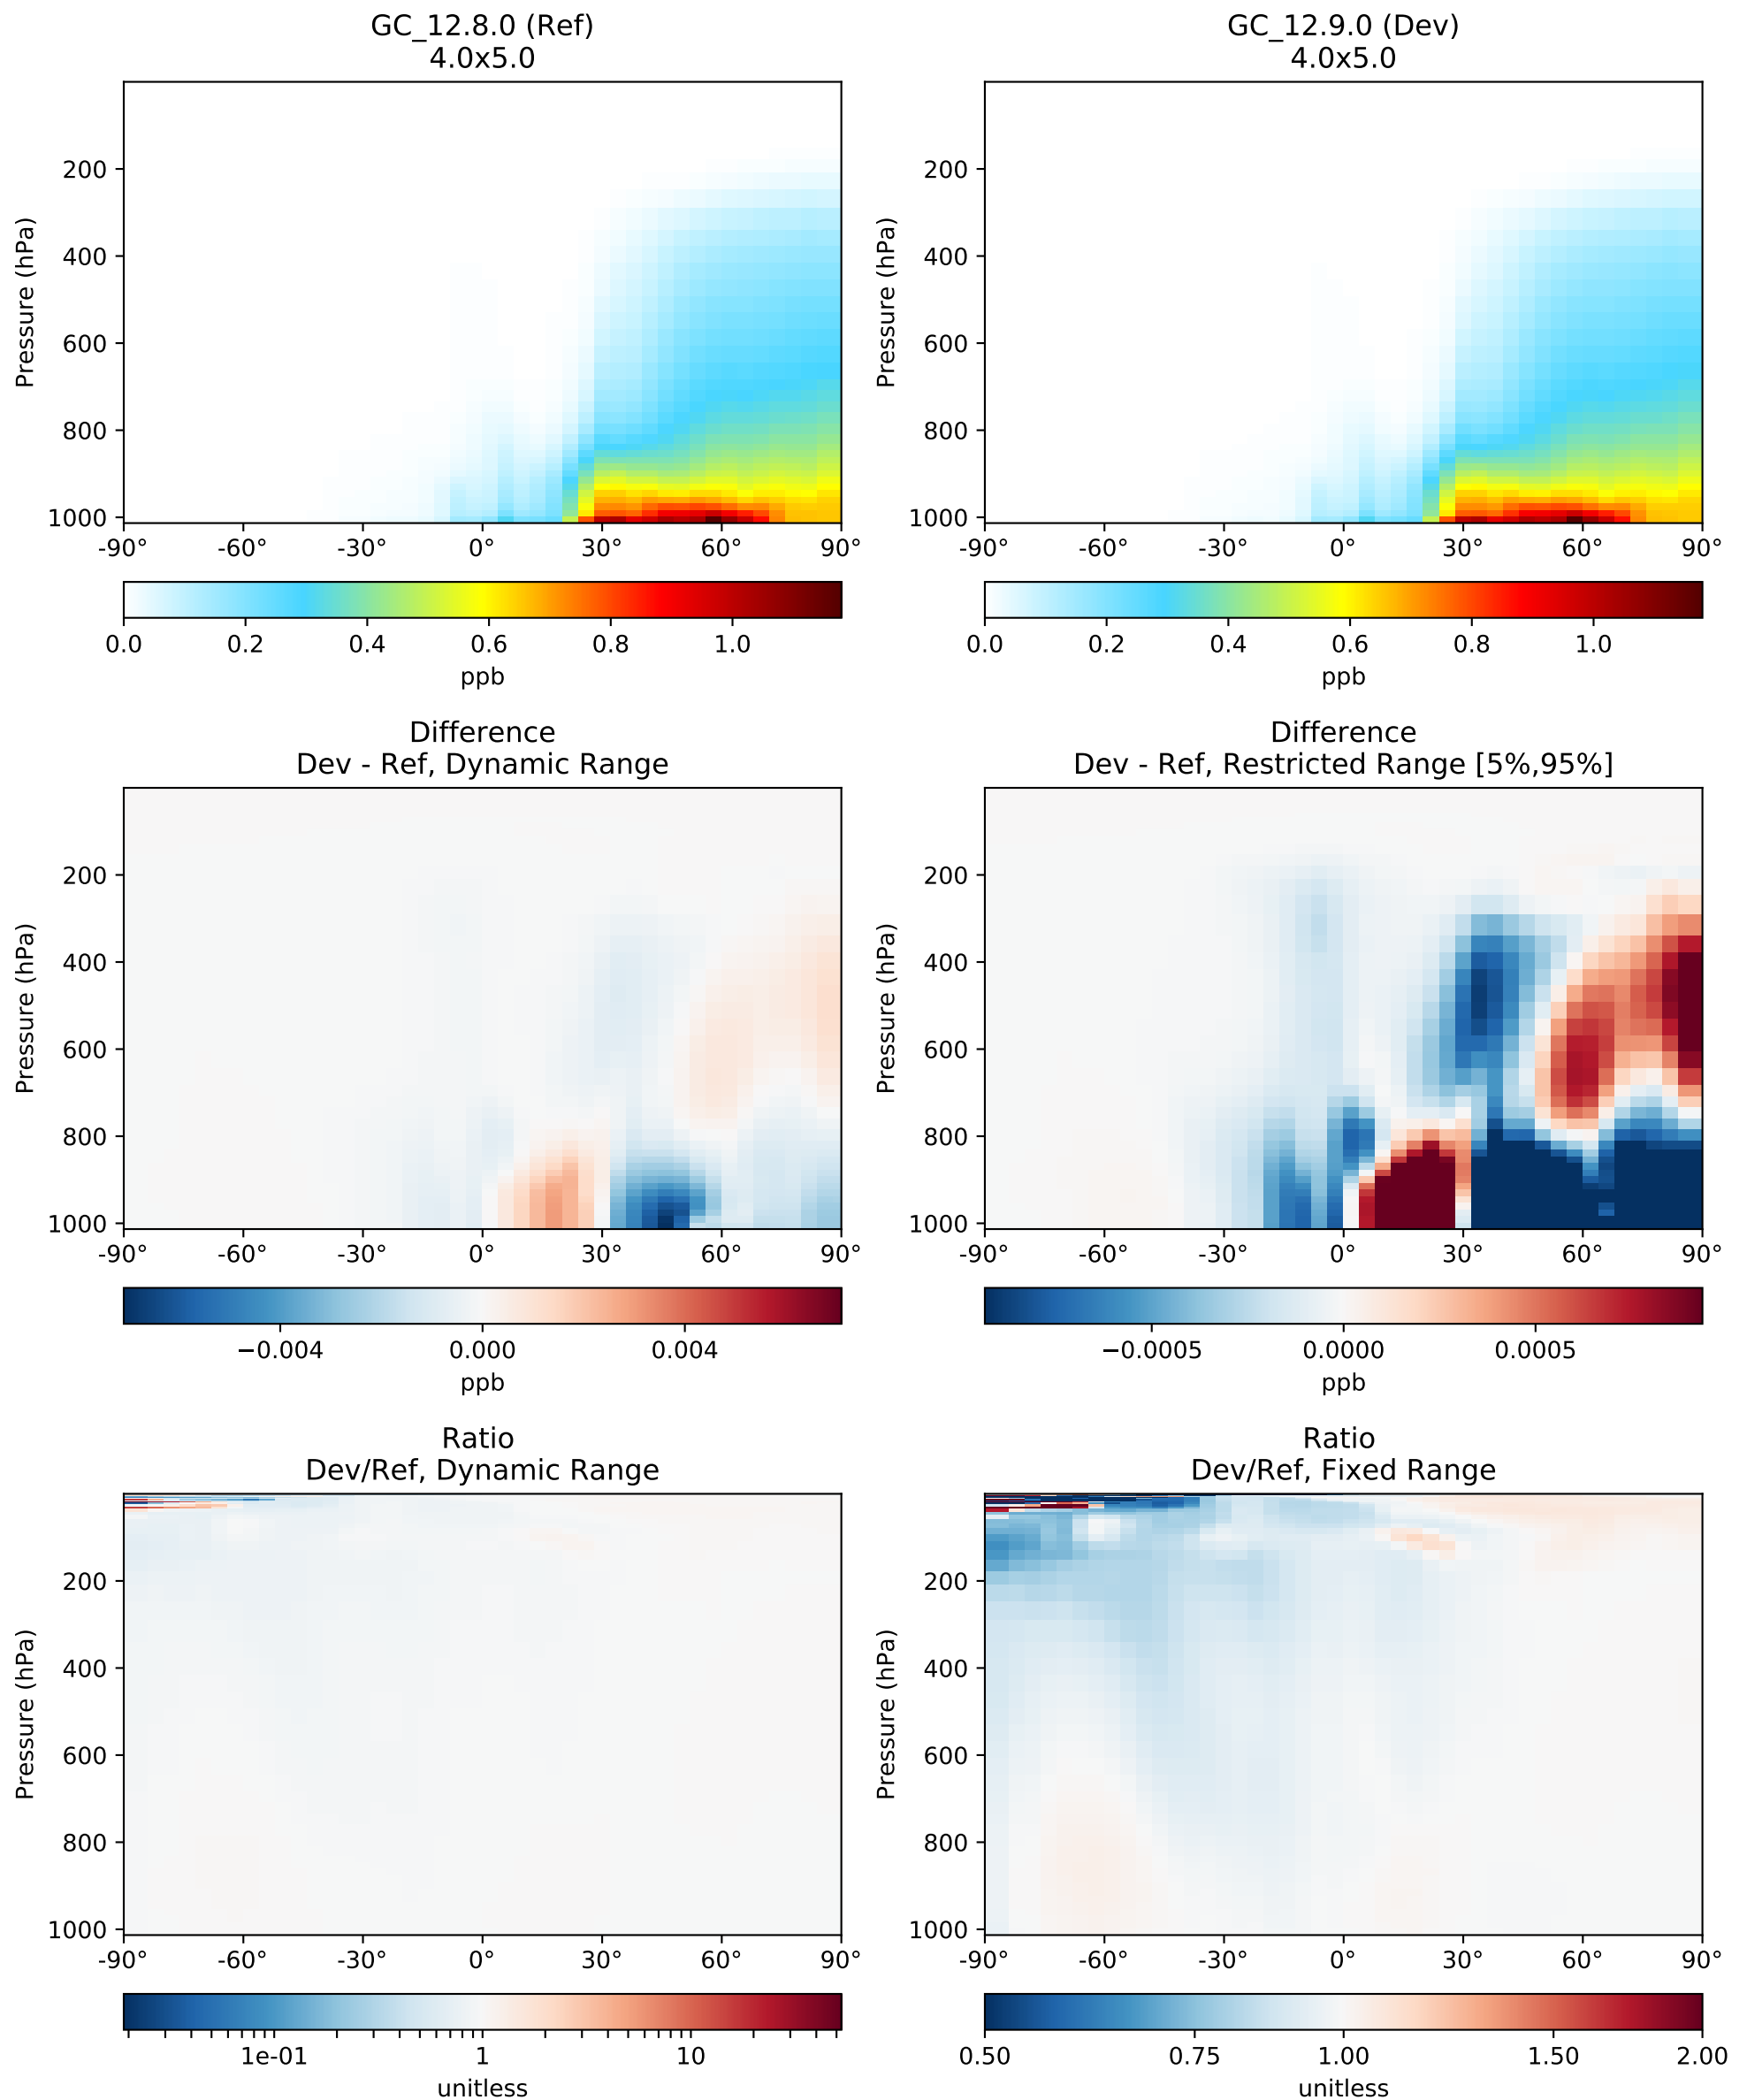 GC_12.8.0 (Ref)
4.0x5.0
Pressure (hPa)
200
400
600
800
1000
-90° -60° -30° 0° 30° 60° 90°
0.0 0.2 0.4 0.6 0.8 1.0
ppb
GC_12.9.0 (Dev)
4.0x5.0
Pressure (hPa)
200
400
600
800
1000
-90° -60° -30° 0° 30° 60° 90°
0.0 0.2 0.4 0.6 0.8 1.0
ppb
Difference
Dev - Ref, Dynamic Range
Pressure (hPa)
200
400
600
800
1000
-90° -60° -30° 0° 30° 60° 90°
−0.004 0.000 0.004
ppb
Difference
Dev - Ref, Restricted Range [5%,95%]
Pressure (hPa)
200
400
600
800
1000
-90° -60° -30° 0° 30° 60° 90°
−0.0005 0.0000 0.0005
ppb
Ratio
Dev/Ref, Dynamic Range
Pressure (hPa)
200
400
600
800
1000
-90° -60° -30° 0° 30° 60° 90°
1e-01 1 10
unitless
Ratio
Dev/Ref, Fixed Range
Pressure (hPa)
200
400
600
800
1000
-90° -60° -30° 0° 30° 60° 90°
0.50 0.75 1.00 1.50 2.00
unitless